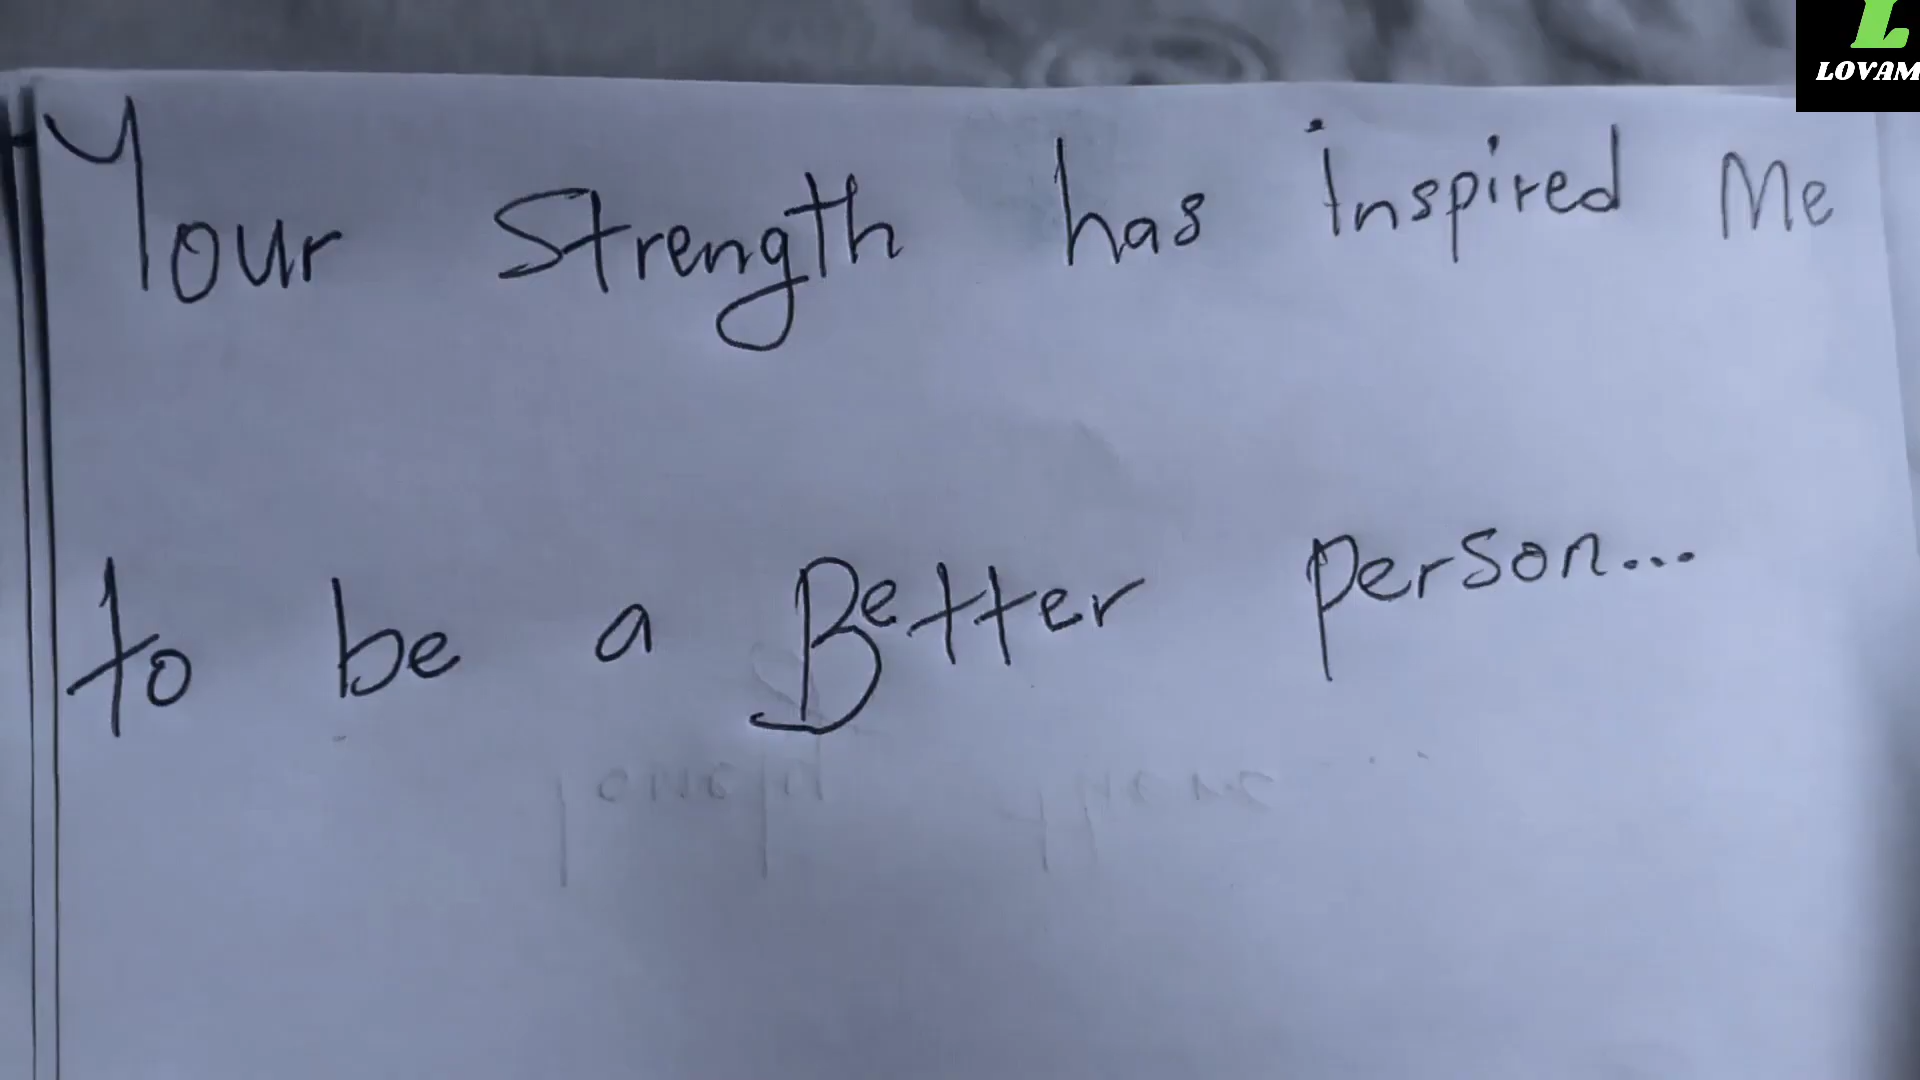 L
LOVAM
Your Strength has inspired Me
to be a Better person...